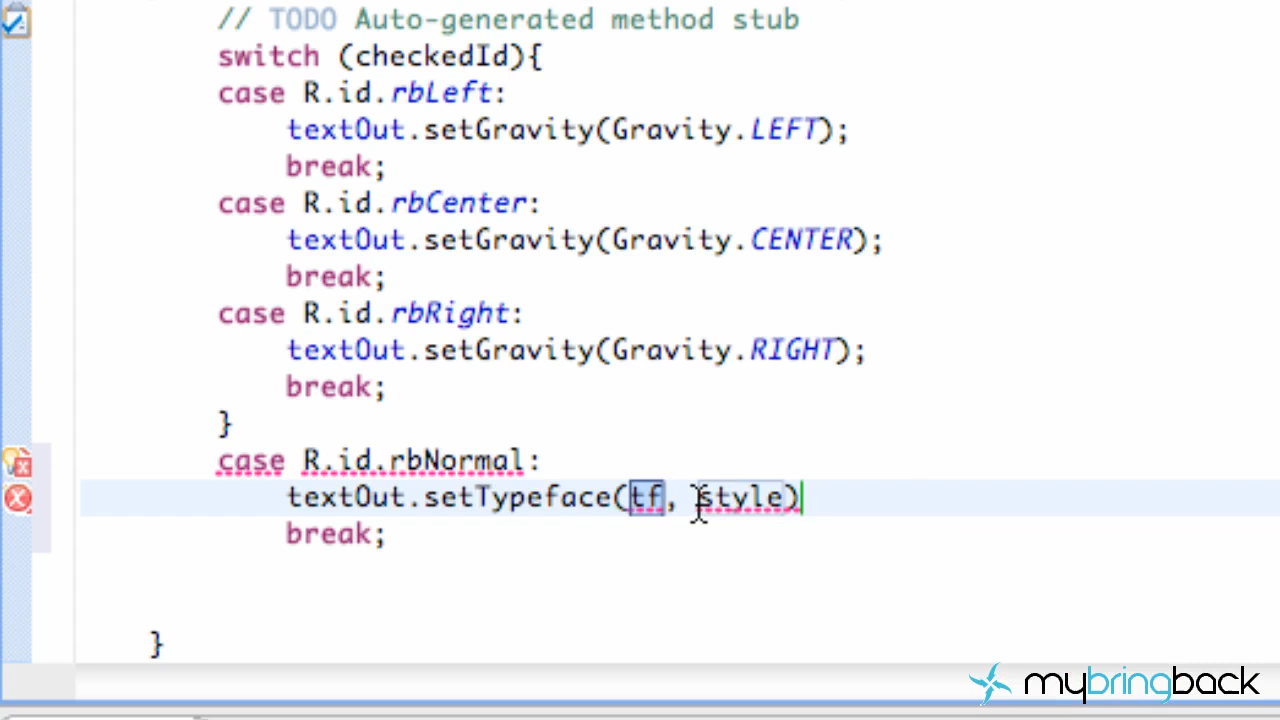 // TODO Auto-generated method stub
switch (checkedId){
case R.id.rbLeft:
textOut.setGravity(Gravity.LEFT);
break;
case R.id.rbCenter:
textOut.setGravity(Gravity.CENTER);
break;
case R.id.rbRight:
textOut.setGravity(Gravity.RIGHT);
break;
}
case R.id.rbNormal:
textOut.setTypeface(tf, style)
break;
}
mybringback